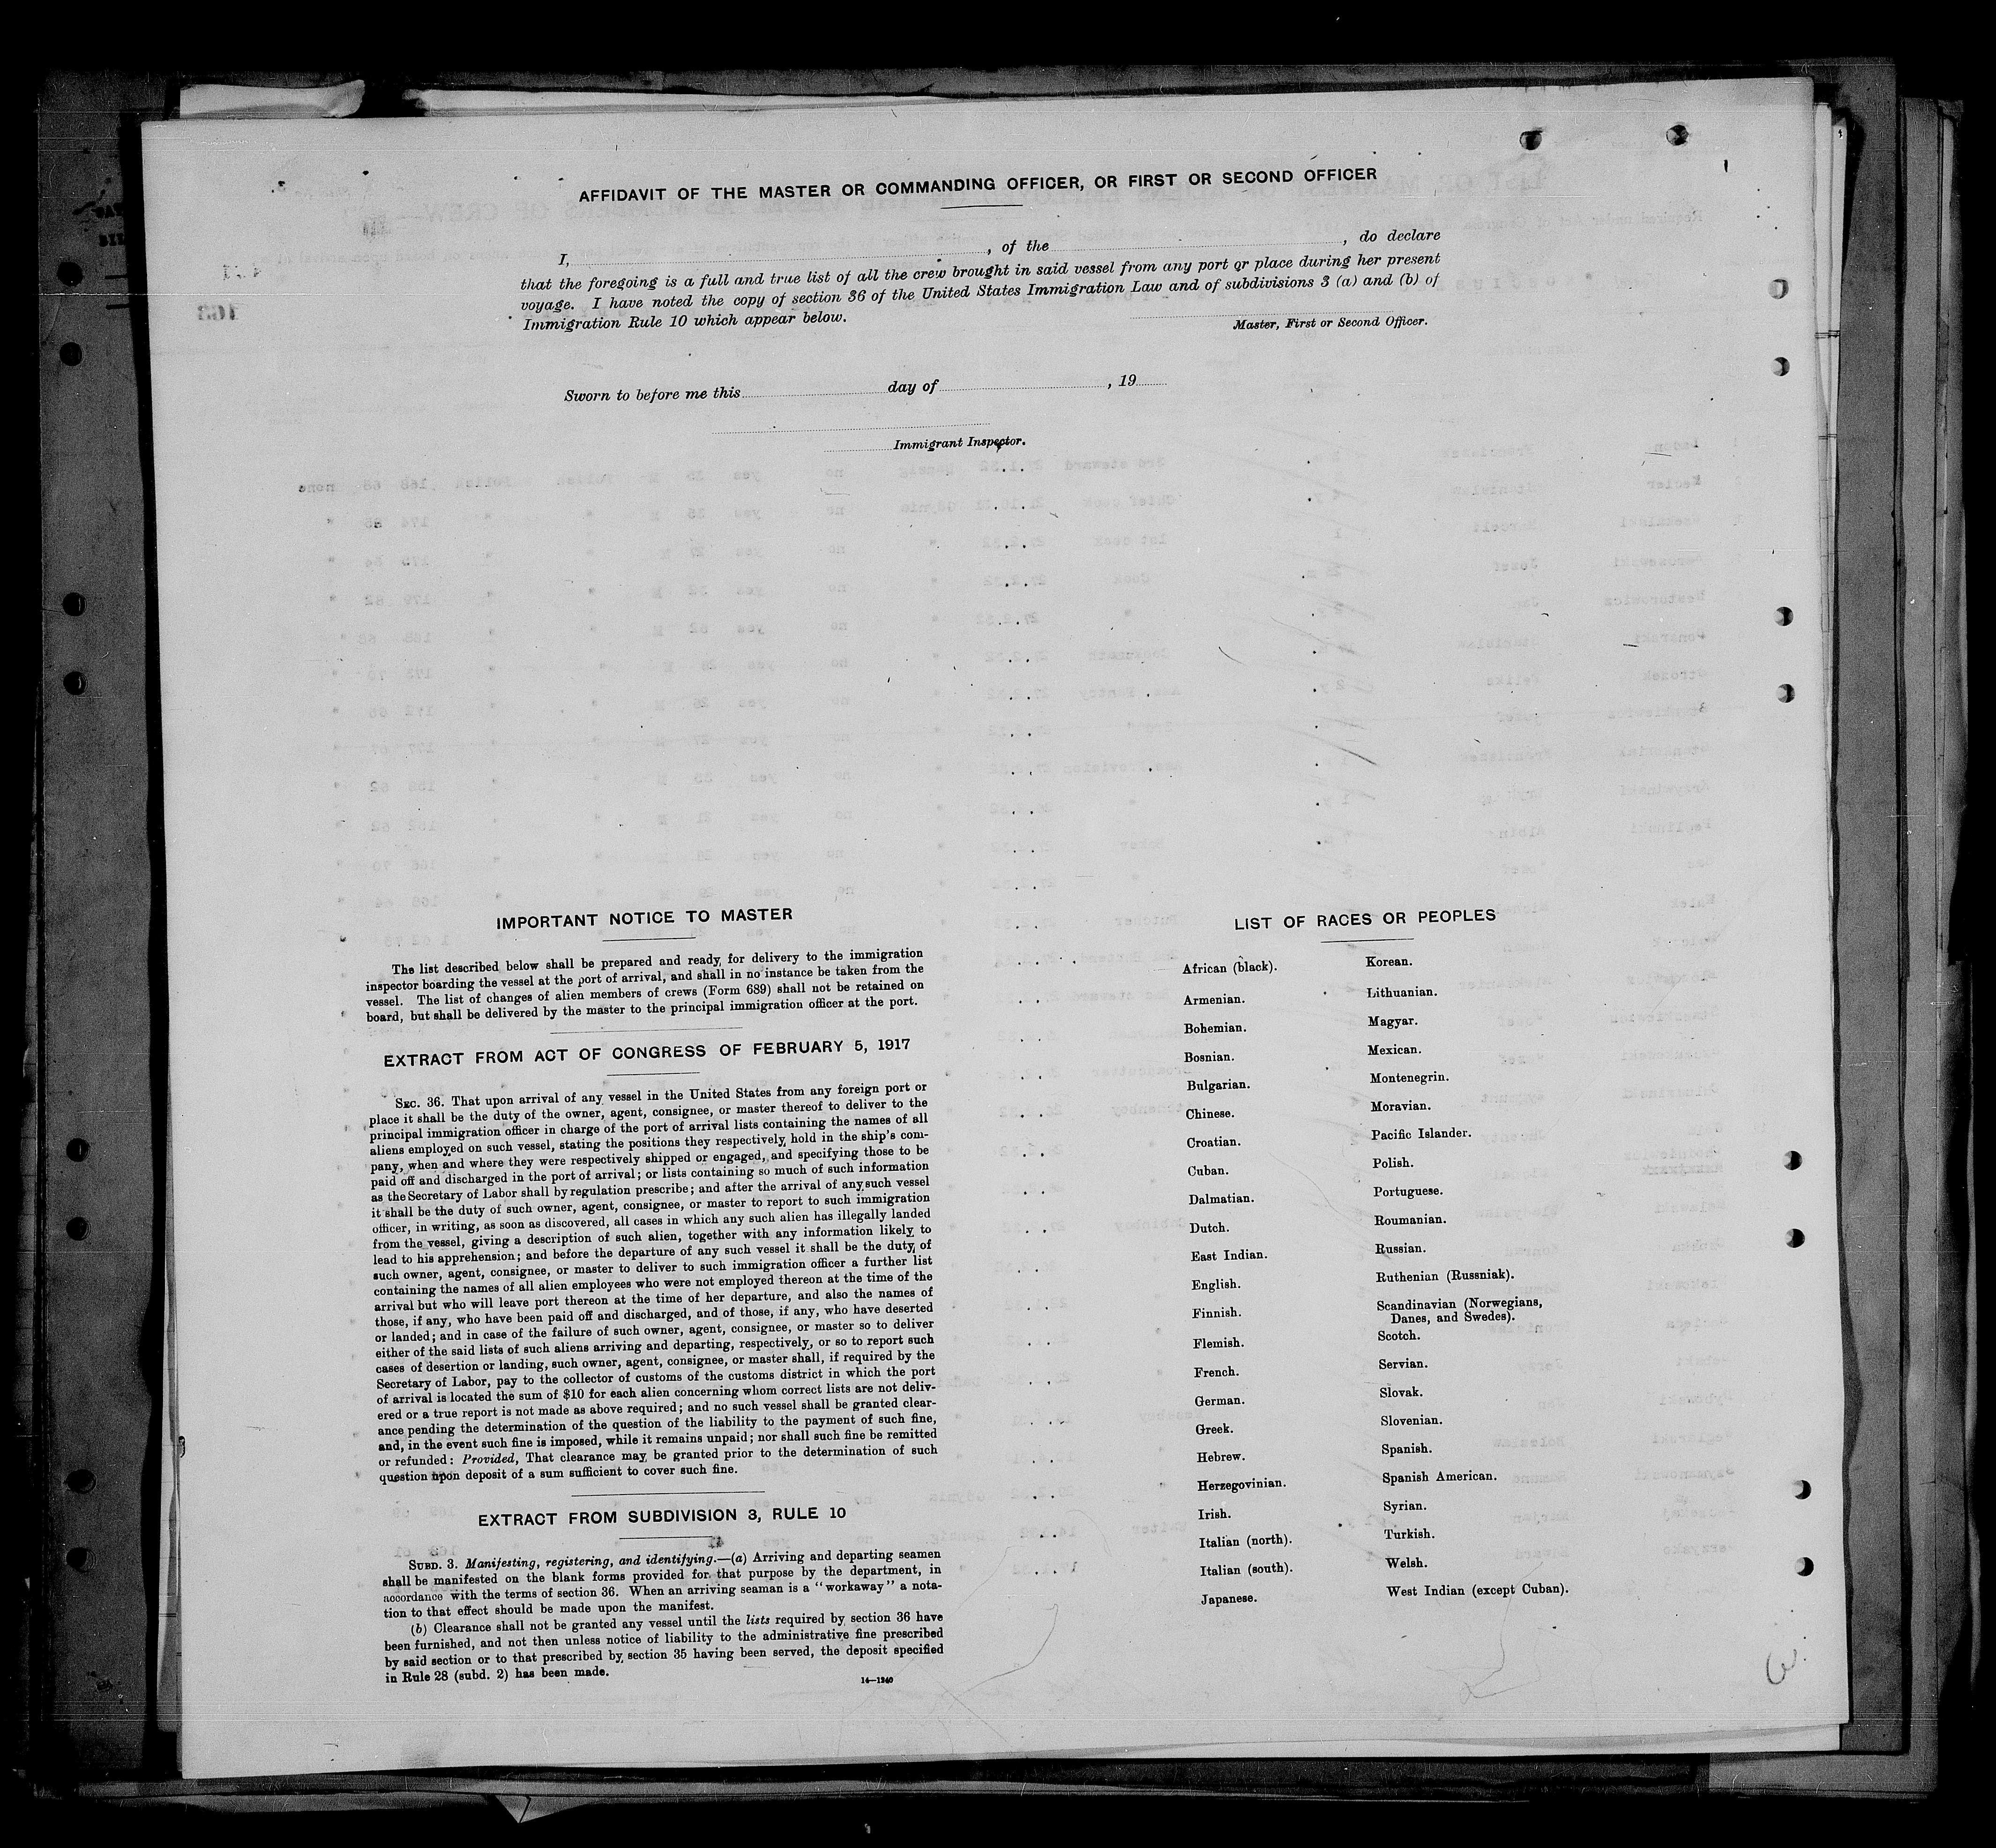 AFFIDAVIT OF THE MASTER OR COMMANDING OFFICER, OR FIRST OR SECOND OFFICER
I, , of the , do declare
that the foregoing is a full and true list of all the crew brought in said vessel from any port or place during her present
voyage. I have noted the copy of section 36 of the United States Immigration Law and of subdivisions 3 (a) and (b) of
Immigration Rule 10 which appear below.
Master, First or Second Officer.
Sworn to before me this day of , 19
Immigrant Inspector.
IMPORTANT NOTICE TO MASTER
The list described below shall be prepared and ready for delivery to the immigration
inspector boarding the vessel at the port of arrival, and shall in no instance be taken from the
vessel. The list of changes of alien members of crews (Form 689) shall not be retained on
board, but shall be delivered by the master to the principal immigration officer at the port.
EXTRACT FROM ACT OF CONGRESS OF FEBRUARY 5, 1917
SEC. 36. That upon arrival of any vessel in the United States from any foreign port or
place it shall be the duty of the owner, agent, consignee, or master thereof to deliver to the
principal immigration officer in charge of the port of arrival lists containing the names of all
aliens employed on such vessel, stating the positions they respectively hold in the ship's com-
pany, when and where they were respectively shipped or engaged, and specifying those to be
paid off and discharged in the port of arrival; or lists containing so much of such information
as the Secretary of Labor shall by regulation prescribe; and after the arrival of any such vessel
it shall be the duty of such owner, agent, consignee, or master to report to such immigration
officer, in writing, as soon as discovered, all cases in which any such alien has illegally landed
from the vessel, giving a description of such alien, together with any information likely to
lead to his apprehension; and before the departure of any such vessel it shall be the duty of
such owner, agent, consignee, or master to deliver to such immigration officer a further list
containing the names of all alien employees who were not employed thereon at the time of the
arrival but who will leave port thereon at the time of her departure, and also the names of
those, if any, who have been paid off and discharged, and of those, if any, who have deserted
or landed; and in case of the failure of such owner, agent, consignee, or master so to deliver
either of the said lists of such aliens arriving and departing, respectively, or so to report such
cases of desertion or landing, such owner, agent, consignee, or master shall, if required by the
Secretary of Labor, pay to the collector of customs of the customs district in which the port
of arrival is located the sum of $10 for each alien concerning whom correct lists are not deliv-
ered or a true report is not made as above required; and no such vessel shall be granted clear-
ance pending the determination of the question of the liability to the payment of such fine,
and, in the event such fine is imposed, while it remains unpaid; nor shall such fine be remitted
or refunded: Provided, That clearance may be granted prior to the determination of such
question upon deposit of a sum sufficient to cover such fine.
EXTRACT FROM SUBDIVISION 3, RULE 10
SUBD. 3. Manifesting, registering, and identifying.—(a) Arriving and departing seamen
shall be manifested on the blank forms provided for that purpose by the department, in
accordance with the terms of section 36. When an arriving seaman is a "workaway" a nota-
tion to that effect should be made upon the manifest.
(b) Clearance shall not be granted any vessel until the lists required by section 36 have
been furnished, and not then unless notice of liability to the administrative fine prescribed
by said section or to that prescribed by section 35 having been served, the deposit specified
in Rule 28 (subd. 2) has been made.
14—1240
LIST OF RACES OR PEOPLES
African (black).
Armenian.
Bohemian.
Bosnian.
Bulgarian.
Chinese.
Croatian.
Cuban.
Dalmatian.
Dutch.
East Indian.
English.
Finnish.
Flemish.
French.
German.
Greek.
Hebrew.
Herzegovinian.
Irish.
Italian (north).
Italian (south).
Japanese.
Korean.
Lithuanian.
Magyar.
Mexican.
Montenegrin.
Moravian.
Pacific Islander.
Polish.
Portuguese.
Roumanian.
Russian.
Ruthenian (Russniak).
Scandinavian (Norwegians,
Danes, and Swedes).
Scotch.
Servian.
Slovak.
Slovenian.
Spanish.
Spanish American.
Syrian.
Turkish.
Welsh.
West Indian (except Cuban).